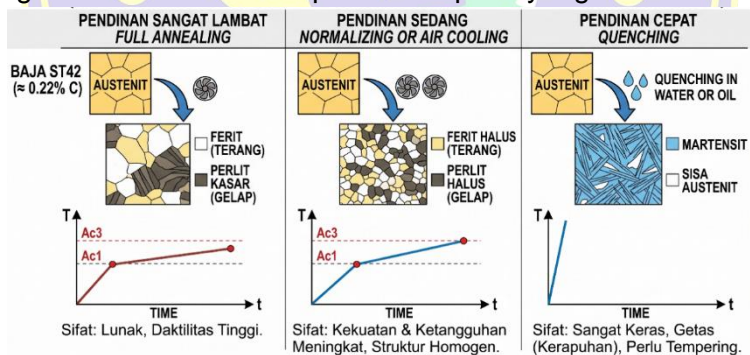 PENDINAN SANGAT LAMBAT
FULL ANNEALING
BAJA ST42
(≈ 0.22% C)
AUSTENIT
FERIT
(TERANG)
PERLIT
KASAR
(GELAP)
T
Ac3
Ac1
TIME
t
Sifat: Lunak, Daktilitas Tinggi.
PENDINAN SEDANG
NORMALIZING OR AIR COOLING
AUSTENIT
FERIT HALUS
(TERANG)
PERLIT
HALUS
(GELAP)
T
Ac3
Ac1
TIME
t
Sifat: Kekuatan & Ketangguhan
Meningkat, Struktur Homogen.
PENDINAN CEPAT
QUENCHING
AUSTENIT
QUENCHING IN
WATER OR OIL
MARTENSIT
SISA
AUSTENIT
T
TIME
t
Sifat: Sangat Keras, Getas
(Kerapuhan), Perlu Tempering.